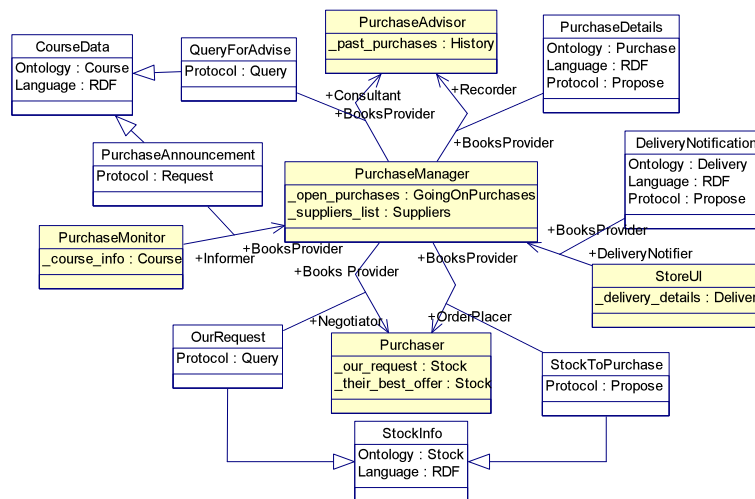 PurchaseAdvisor
_past_purchases : History
PurchaseDetails
Ontology : Purchase
Language : RDF
Protocol : Propose
CourseData
Ontology : Course
Language : RDF
QueryForAdvise
Protocol : Query
+Consultant
+BooksProvider
+Recorder
+BooksProvider
PurchaseAnnouncement
Protocol : Request
PurchaseManager
_open_purchases : GoingOnPurchases
_suppliers_list : Suppliers
DeliveryNotification
Ontology : Delivery
Language : RDF
Protocol : Propose
PurchaseMonitor
_course_info : Course
+BooksProvider
+Informer
+Books Provider
+BooksProvider
+BooksProvider
+DeliveryNotifier
StoreUI
_delivery_details : Deliver
+Negotiator
+OrderPlacer
OurRequest
Protocol : Query
Purchaser
_our_request : Stock
_their_best_offer : Stock
StockToPurchase
Protocol : Propose
StockInfo
Ontology : Stock
Language : RDF